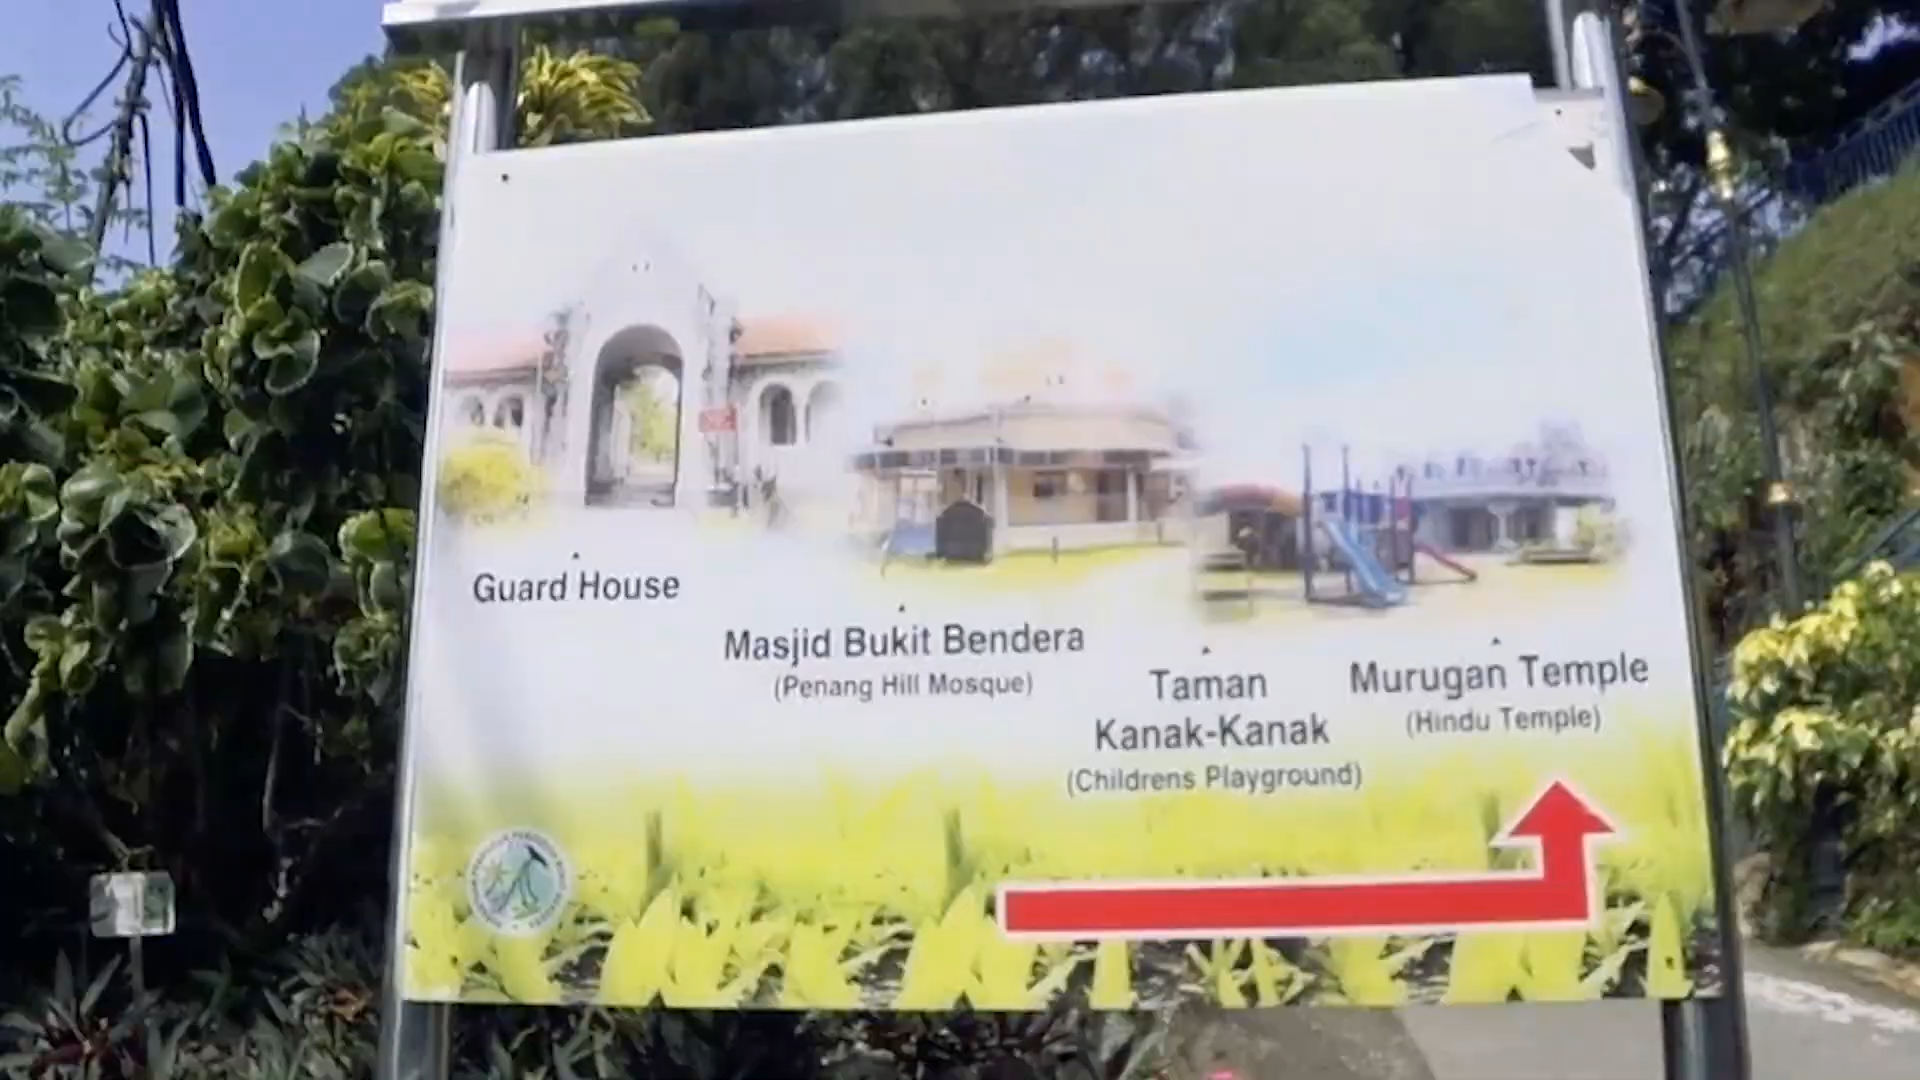 Guard House
Masjid Bukit Bendera
(Penang Hill Mosque)
Taman
Kanak-Kanak
(Childrens Playground)
Murugan Temple
(Hindu Temple)